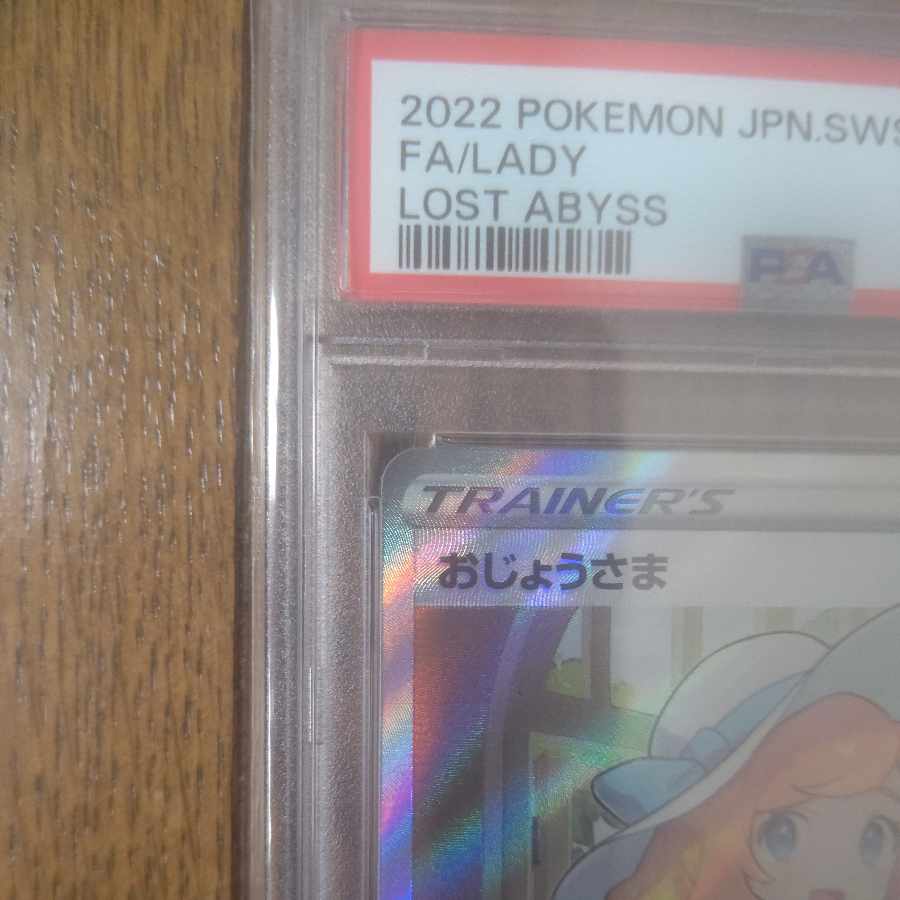 2022 POKEMON JPN.SWS
FA/LADY
LOST ABYSS
PSA
TRAINER'S
おじょうさま